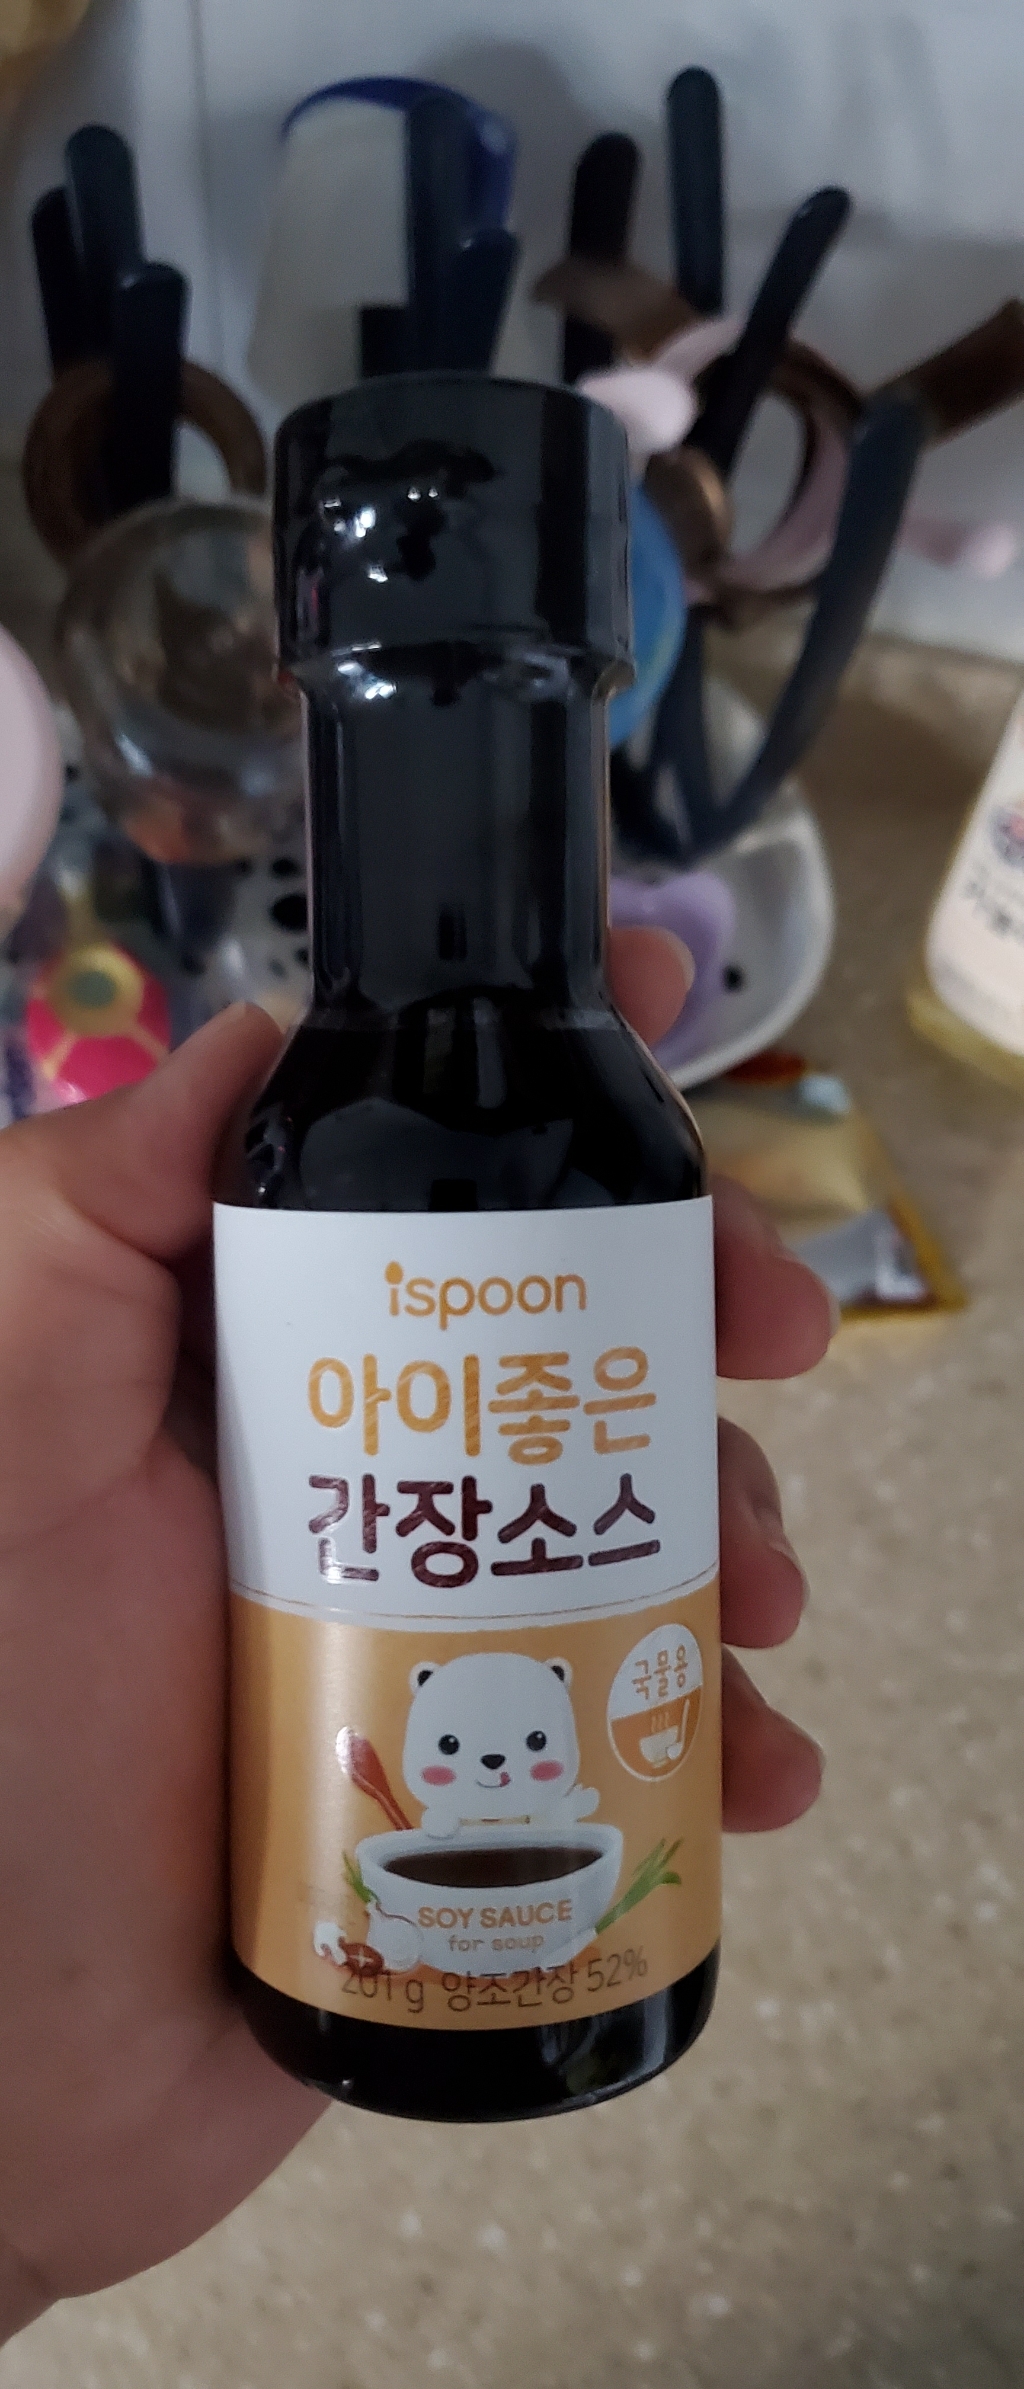 ispoon
아이좋은
간장소스
국물용
SOY SAUCE
for soup
201g 양조간장 52%